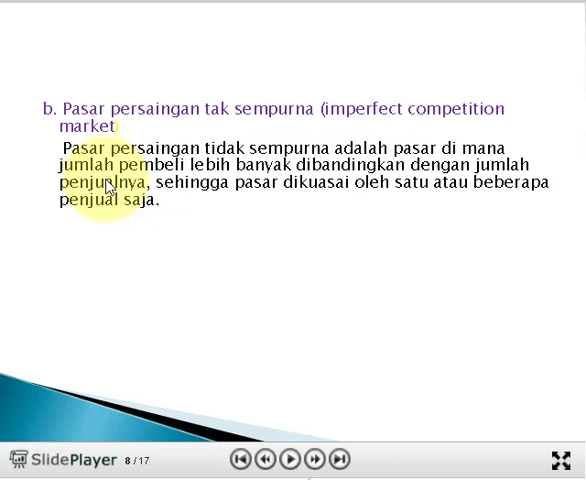 b. Pasar persaingan tak sempurna (imperfect competition
market)
Pasar persaingan tidak sempurna adalah pasar di mana
jumlah pembeli lebih banyak dibandingkan dengan jumlah
penjualnya, sehingga pasar dikuasai oleh satu atau beberapa
penjual saja.
SlidePlayer 8 / 17